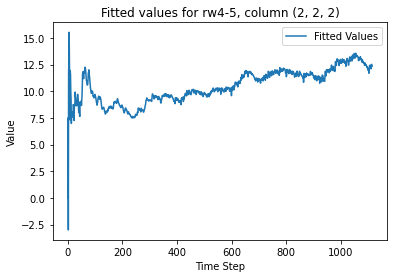 Fitted values for rw4-5, column (2, 2, 2)
Fitted Values
15.0
12.5
10.0
7.5
5.0
2.5
0.0
−2.5
Value
0 200 400 600 800 1000
Time Step